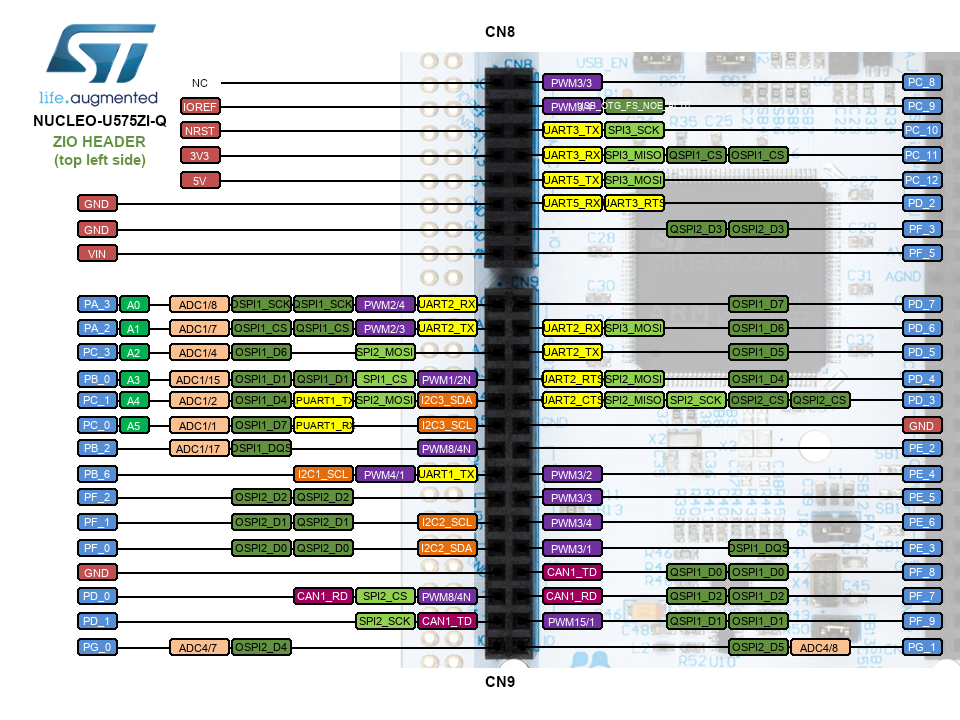 CN8
ST
life.augmented
NUCLEO-U575ZI-Q
ZIO HEADER
(top left side)
NC PWM3/3 PC_8
IOREF PWM3/4 PC_9
NRST UART3_TX SPI3_SCK PC_10
3V3 UART3_RX SPI3_MISO QSPI1_CS OSPI1_CS PC_11
5V UART5_TX SPI3_MOSI PC_12
GND UART5_RX UART3_RTS PD_2
GND QSPI2_D3 OSPI2_D3 PF_3
VIN PF_5
PA_3 A0 ADC1/8 OSPI1_SCK QSPI1_SCK PWM2/4 UART2_RX OSPI1_D7 PD_7
PA_2 A1 ADC1/7 OSPI1_CS QSPI1_CS PWM2/3 UART2_TX UART2_RX SPI3_MOSI OSPI1_D6 PD_6
PC_3 A2 ADC1/4 OSPI1_D6 SPI2_MOSI UART2_TX OSPI1_D5 PD_5
PB_0 A3 ADC1/15 OSPI1_D1 QSPI1_D1 SPI1_CS PWM1/2N UART2_RTS SPI2_MOSI OSPI1_D4 PD_4
PC_1 A4 ADC1/2 OSPI1_D4 PUART1_TX SPI2_MOSI I2C3_SDA UART2_CTS SPI2_MISO SPI2_SCK OSPI2_CS QSPI2_CS PD_3
PC_0 A5 ADC1/1 OSPI1_D7 PUART1_RX I2C3_SCL GND
PB_2 ADC1/17 OSPI1_DQS PWM8/4N PE_2
PB_6 I2C1_SCL PWM4/1 UART1_TX PWM3/2 PE_4
PF_2 OSPI2_D2 QSPI2_D2 PWM3/3 PE_5
PF_1 OSPI2_D1 QSPI2_D1 I2C2_SCL PWM3/4 PE_6
PF_0 OSPI2_D0 QSPI2_D0 I2C2_SDA PWM3/1 OSPI1_DQS PE_3
GND CAN1_TD QSPI1_D0 OSPI1_D0 PF_8
PD_0 CAN1_RD SPI2_CS PWM8/4N CAN1_RD QSPI1_D2 OSPI1_D2 PF_7
PD_1 SPI2_SCK CAN1_TD PWM15/1 QSPI1_D1 OSPI1_D1 PF_9
PG_0 ADC4/7 OSPI2_D4 OSPI2_D5 ADC4/8 PG_1
CN9